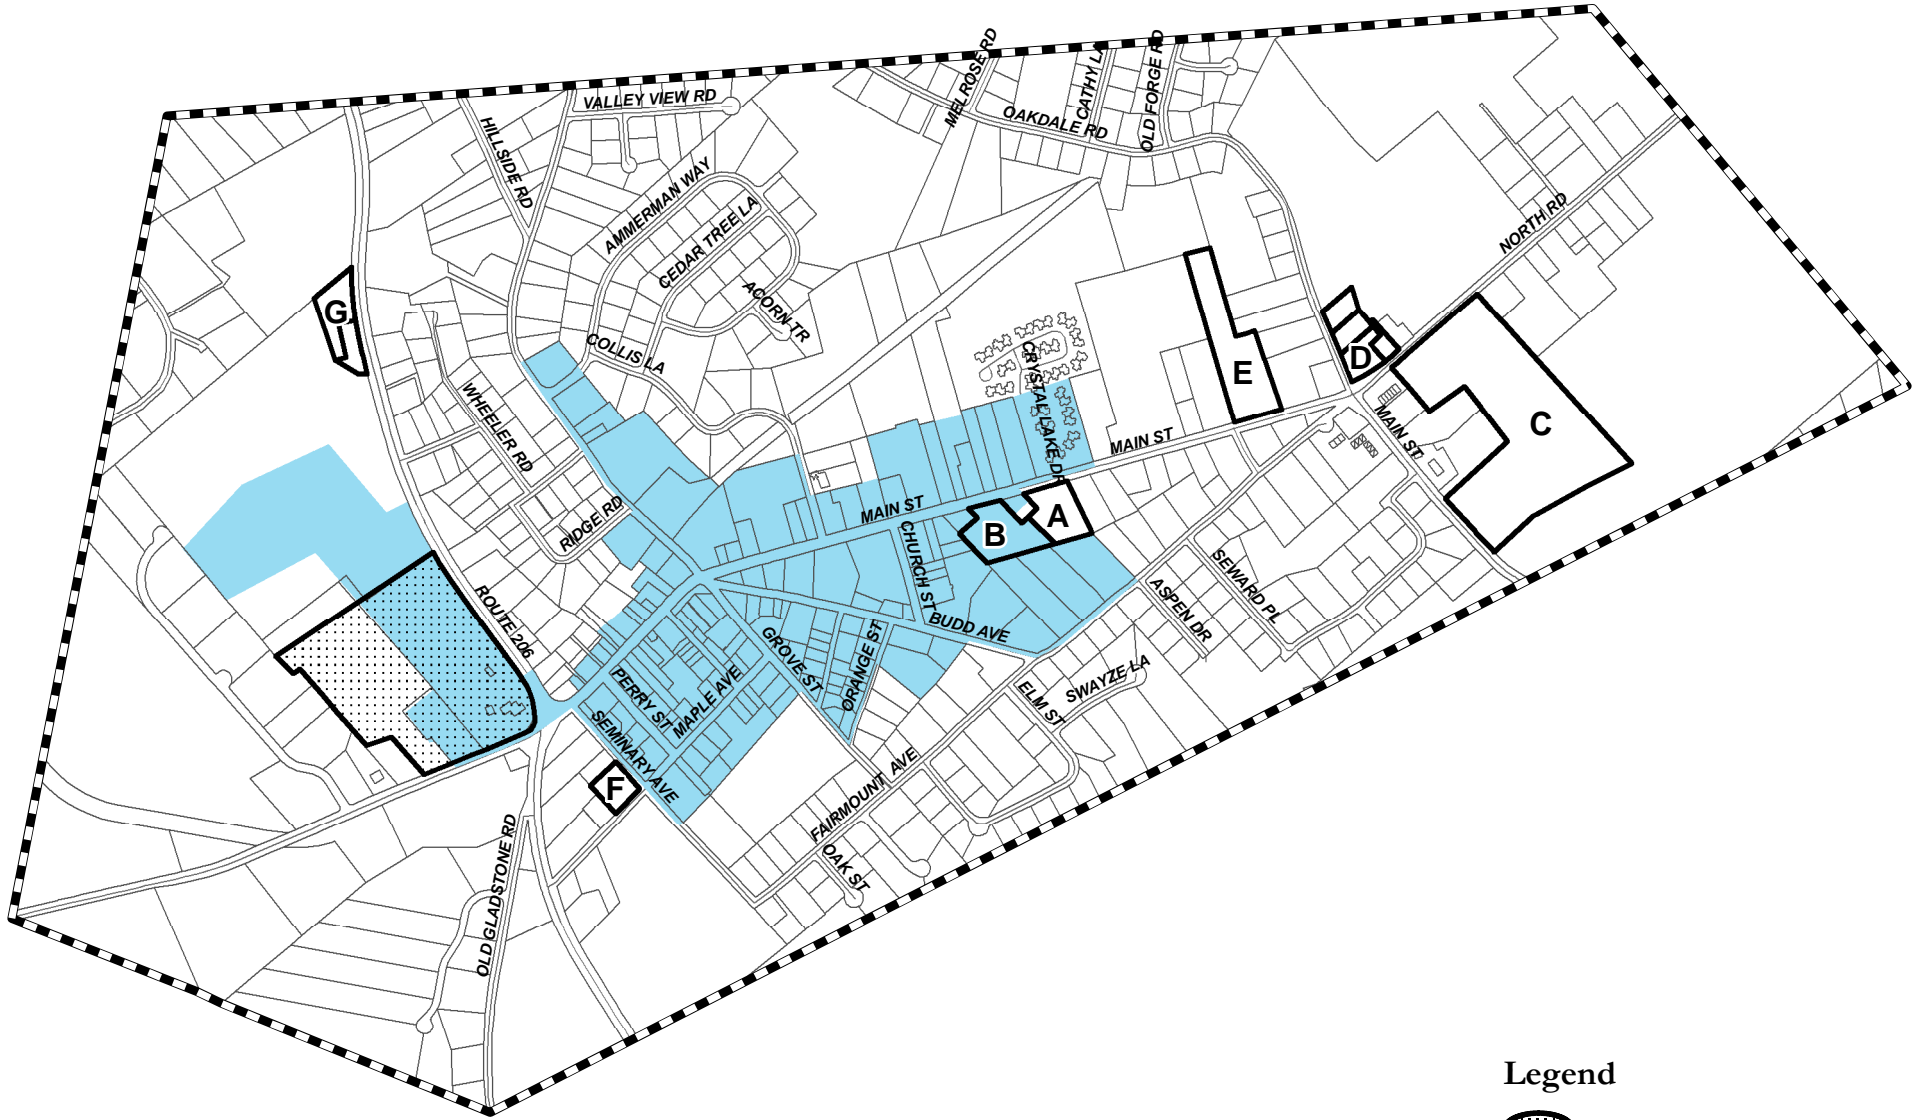 MELROSE RD
CATHY LA
OLD FORGE RD
VALLEY VIEW RD
OAKDALE RD
HILLSIDE RD
AMMERMAN WAY
CEDAR TREE LA
NORTH RD
ACORN TR
G
COLLIS LA
CRYSTAL LAKE DR
E
D
WHEELER RD
MAIN ST
MAIN ST
C
RIDGE RD
MAIN ST
A
B
CHURCH ST
ROUTE 206
SEWARD PL
ASPEN DR
BUDD AVE
GROVE ST
ORANGE ST
PERRY ST
MAPLE AVE
SWAYZE LA
ELM ST
SEMINARY AVE
F
FAIRMOUNT AVE
OAK ST
OLD GLADSTONE RD
Legend